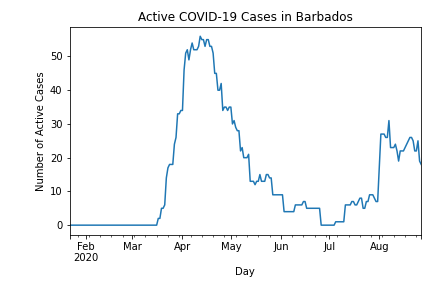 Active COVID-19 Cases in Barbados
Number of Active Cases
50
40
30
20
10
0
Feb Mar Apr May Jun Jul Aug
2020
Day